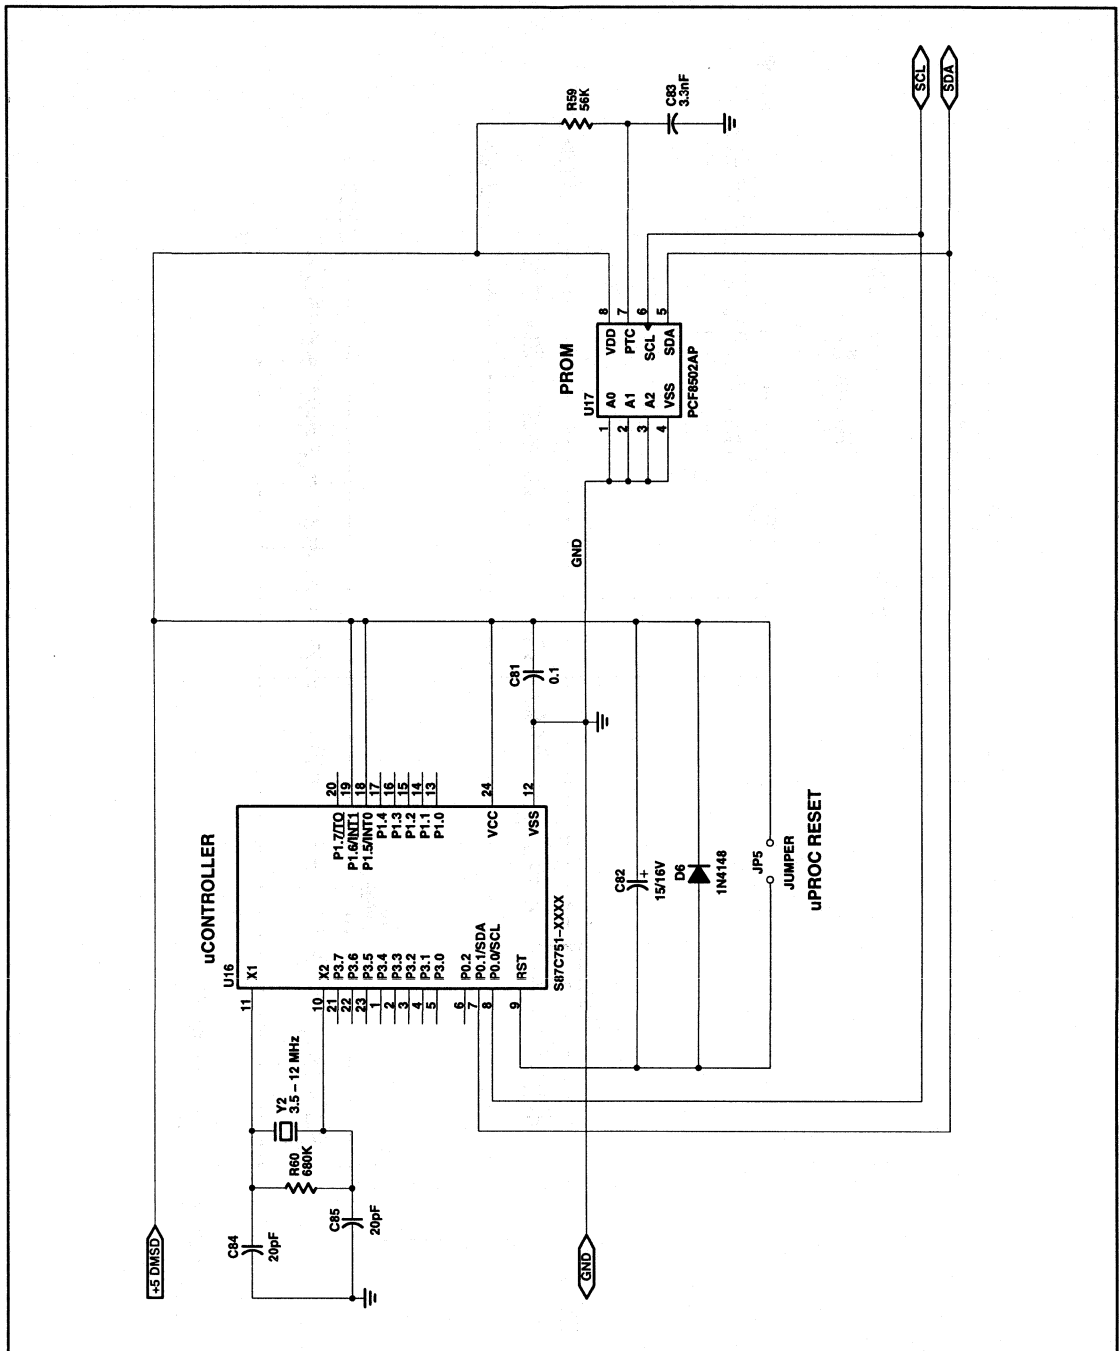 +5 DMSD
C84
20pF
C85
20pF
R60
680K
Y2
3.5 – 12 MHz
GND
uCONTROLLER
U16
11
X1
10
X2
21
P3.7
22
P3.6
23
P3.5
1
P3.4
2
P3.3
3
P3.2
4
P3.1
5
P3.0
6
P0.2
7
P0.1/SDA
8
P0.0/SCL
9
RST
P1.7/T0
20
P1.6/INT1
19
P1.5/INT0
18
P1.4
17
P1.3
16
P1.2
15
P1.1
14
P1.0
13
VCC
24
VSS
12
S87C751–XXXX
C81
0.1
C82
+
15/16V
D6
1N4148
JP5
JUMPER
uPROC RESET
GND
PROM
U17
1
A0
2
A1
3
A2
4
VSS
VDD
8
PTC
7
SCL
6
SDA
5
PCF8502AP
R59
56K
C83
3.3nF
SCL
SDA